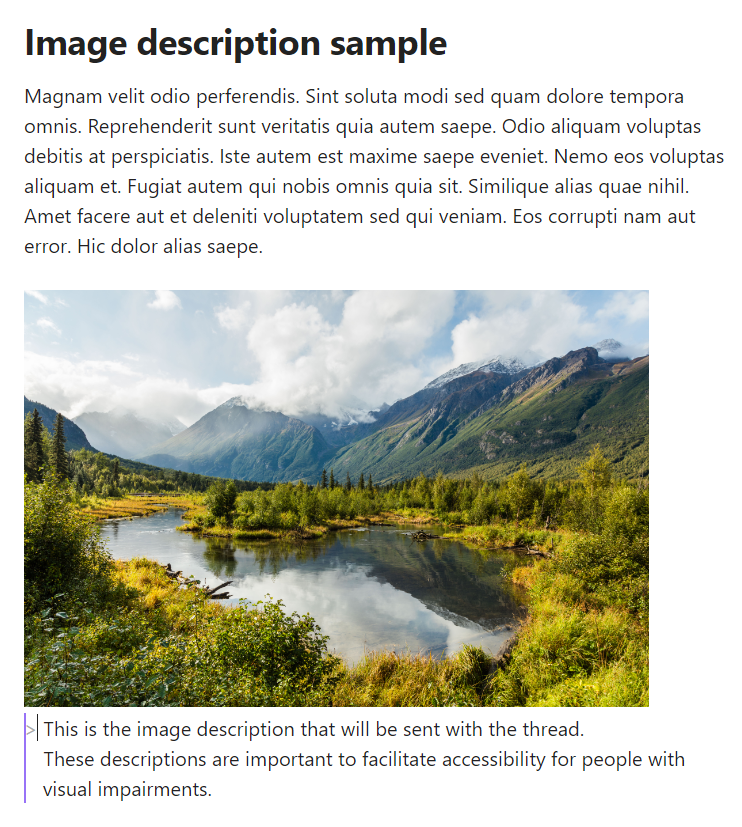 Image description sample
Magnam velit odio perferendis. Sint soluta modi sed quam dolore tempora
omnis. Reprehenderit sunt veritatis quia autem saepe. Odio aliquam voluptas
debitis at perspiciatis. Iste autem est maxime saepe eveniet. Nemo eos voluptas
aliquam et. Fugiat autem qui nobis omnis quia sit. Similique alias quae nihil.
Amet facere aut et deleniti voluptatem sed qui veniam. Eos corrupti nam aut
error. Hic dolor alias saepe.
> This is the image description that will be sent with the thread.
These descriptions are important to facilitate accessibility for people with
visual impairments.